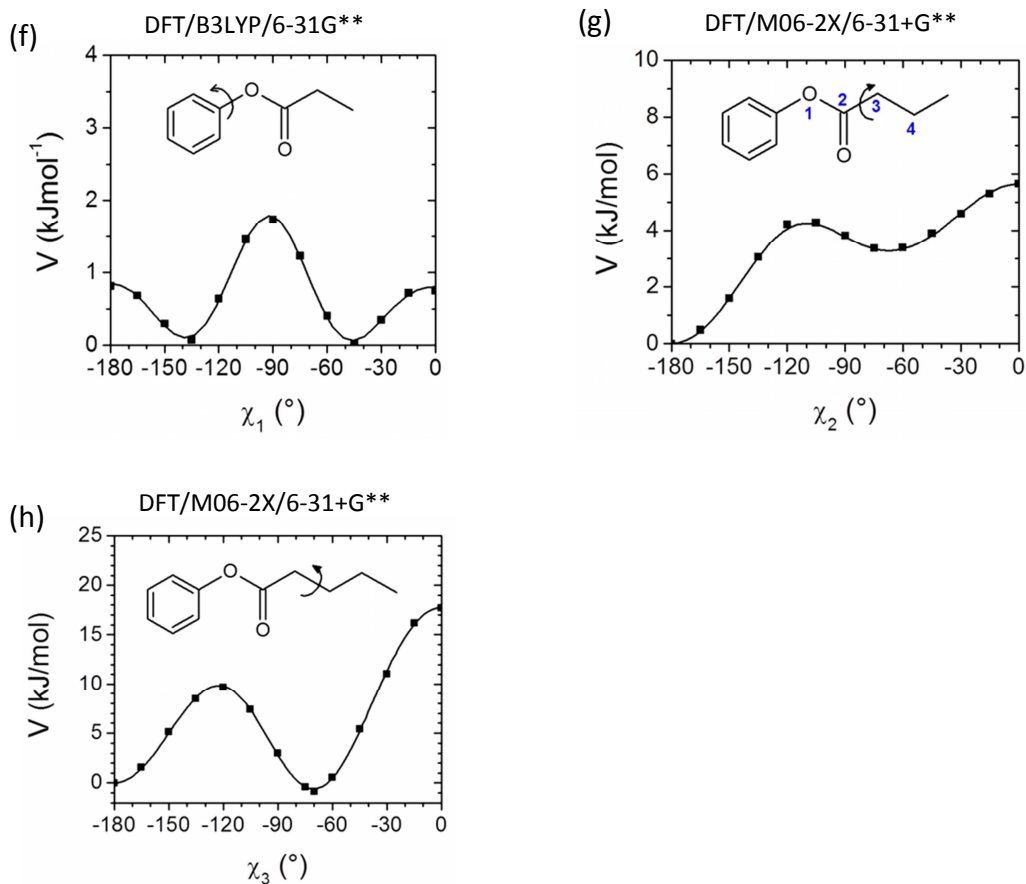 (f)
DFT/B3LYP/6-31G**
V (kJmol⁻¹)
4
3
2
1
0
O
O
-180 -150 -120 -90 -60 -30 0
χ₁ (°)
(g)
DFT/M06-2X/6-31+G**
V (kJ/mol)
10
8
6
4
2
0
O
1
2
3
4
O
-180 -150 -120 -90 -60 -30 0
χ₂ (°)
(h)
DFT/M06-2X/6-31+G**
V (kJ/mol)
25
20
15
10
5
0
O
O
-180 -150 -120 -90 -60 -30 0
χ₃ (°)